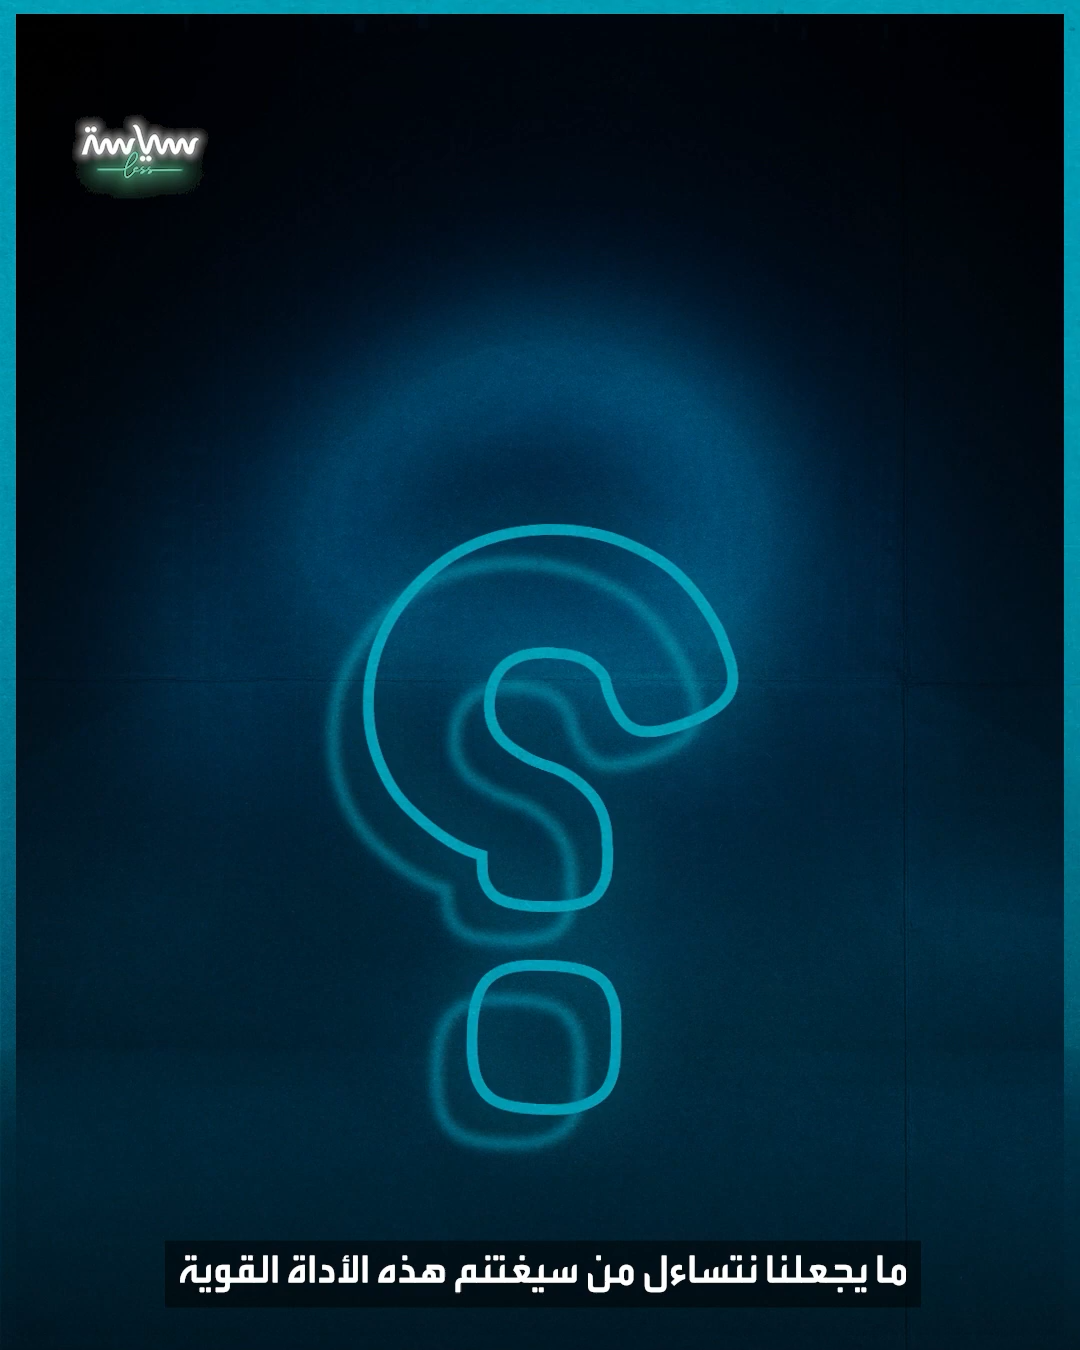 سياسة
less
ما يجعلنا نتساءل من سيغتنم هذه الأداة القوية